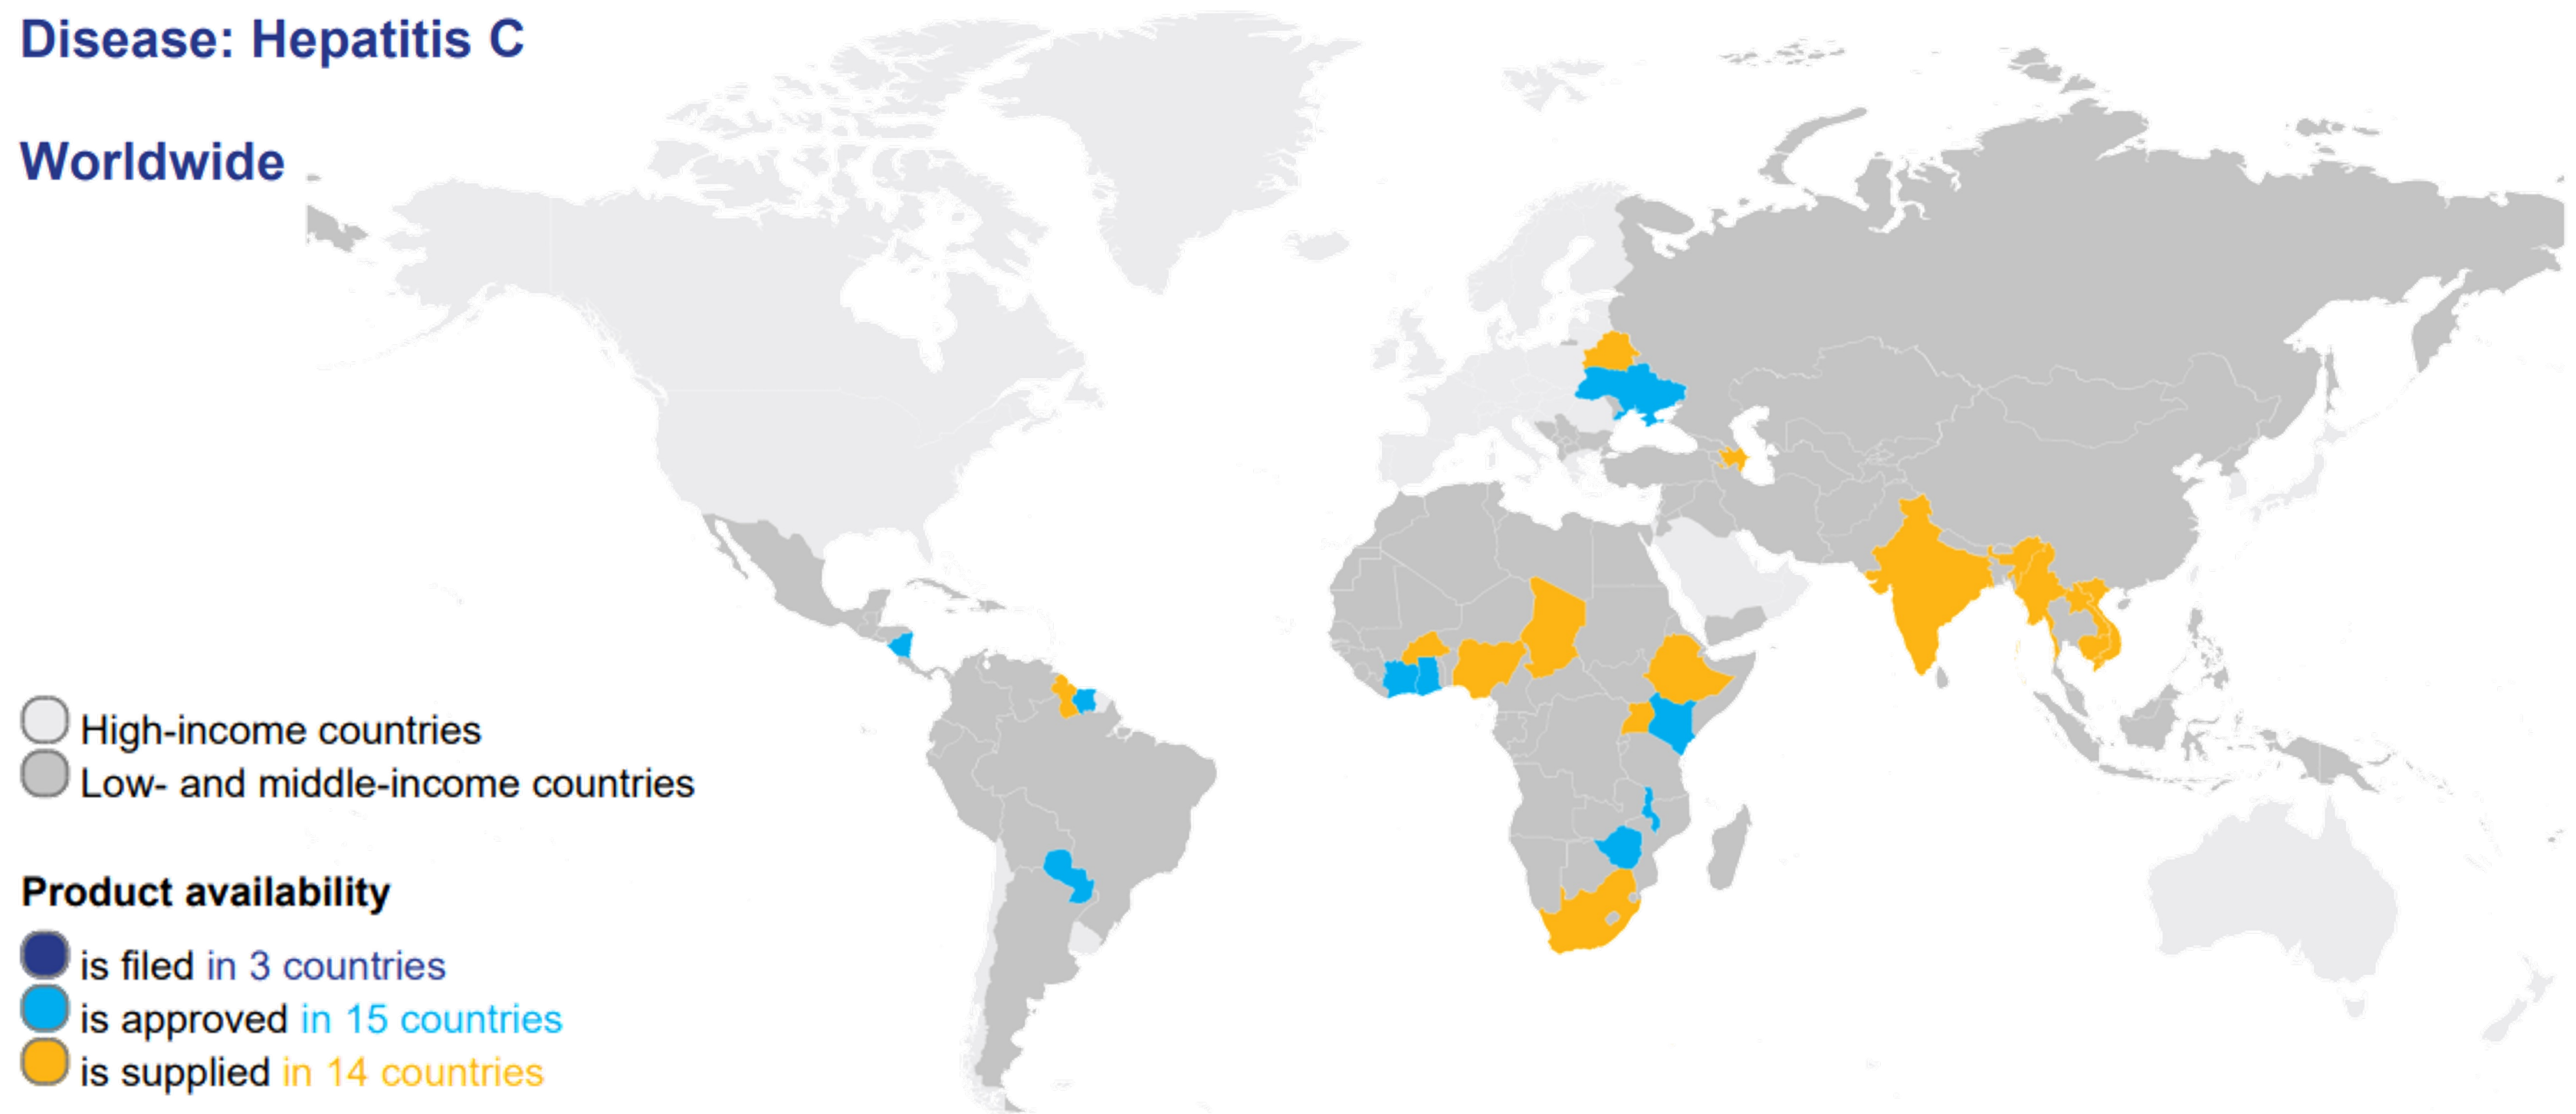 Disease: Hepatitis C
Worldwide
High-income countries
Low- and middle-income countries
Product availability
is filed in 3 countries
is approved in 15 countries
is supplied in 14 countries